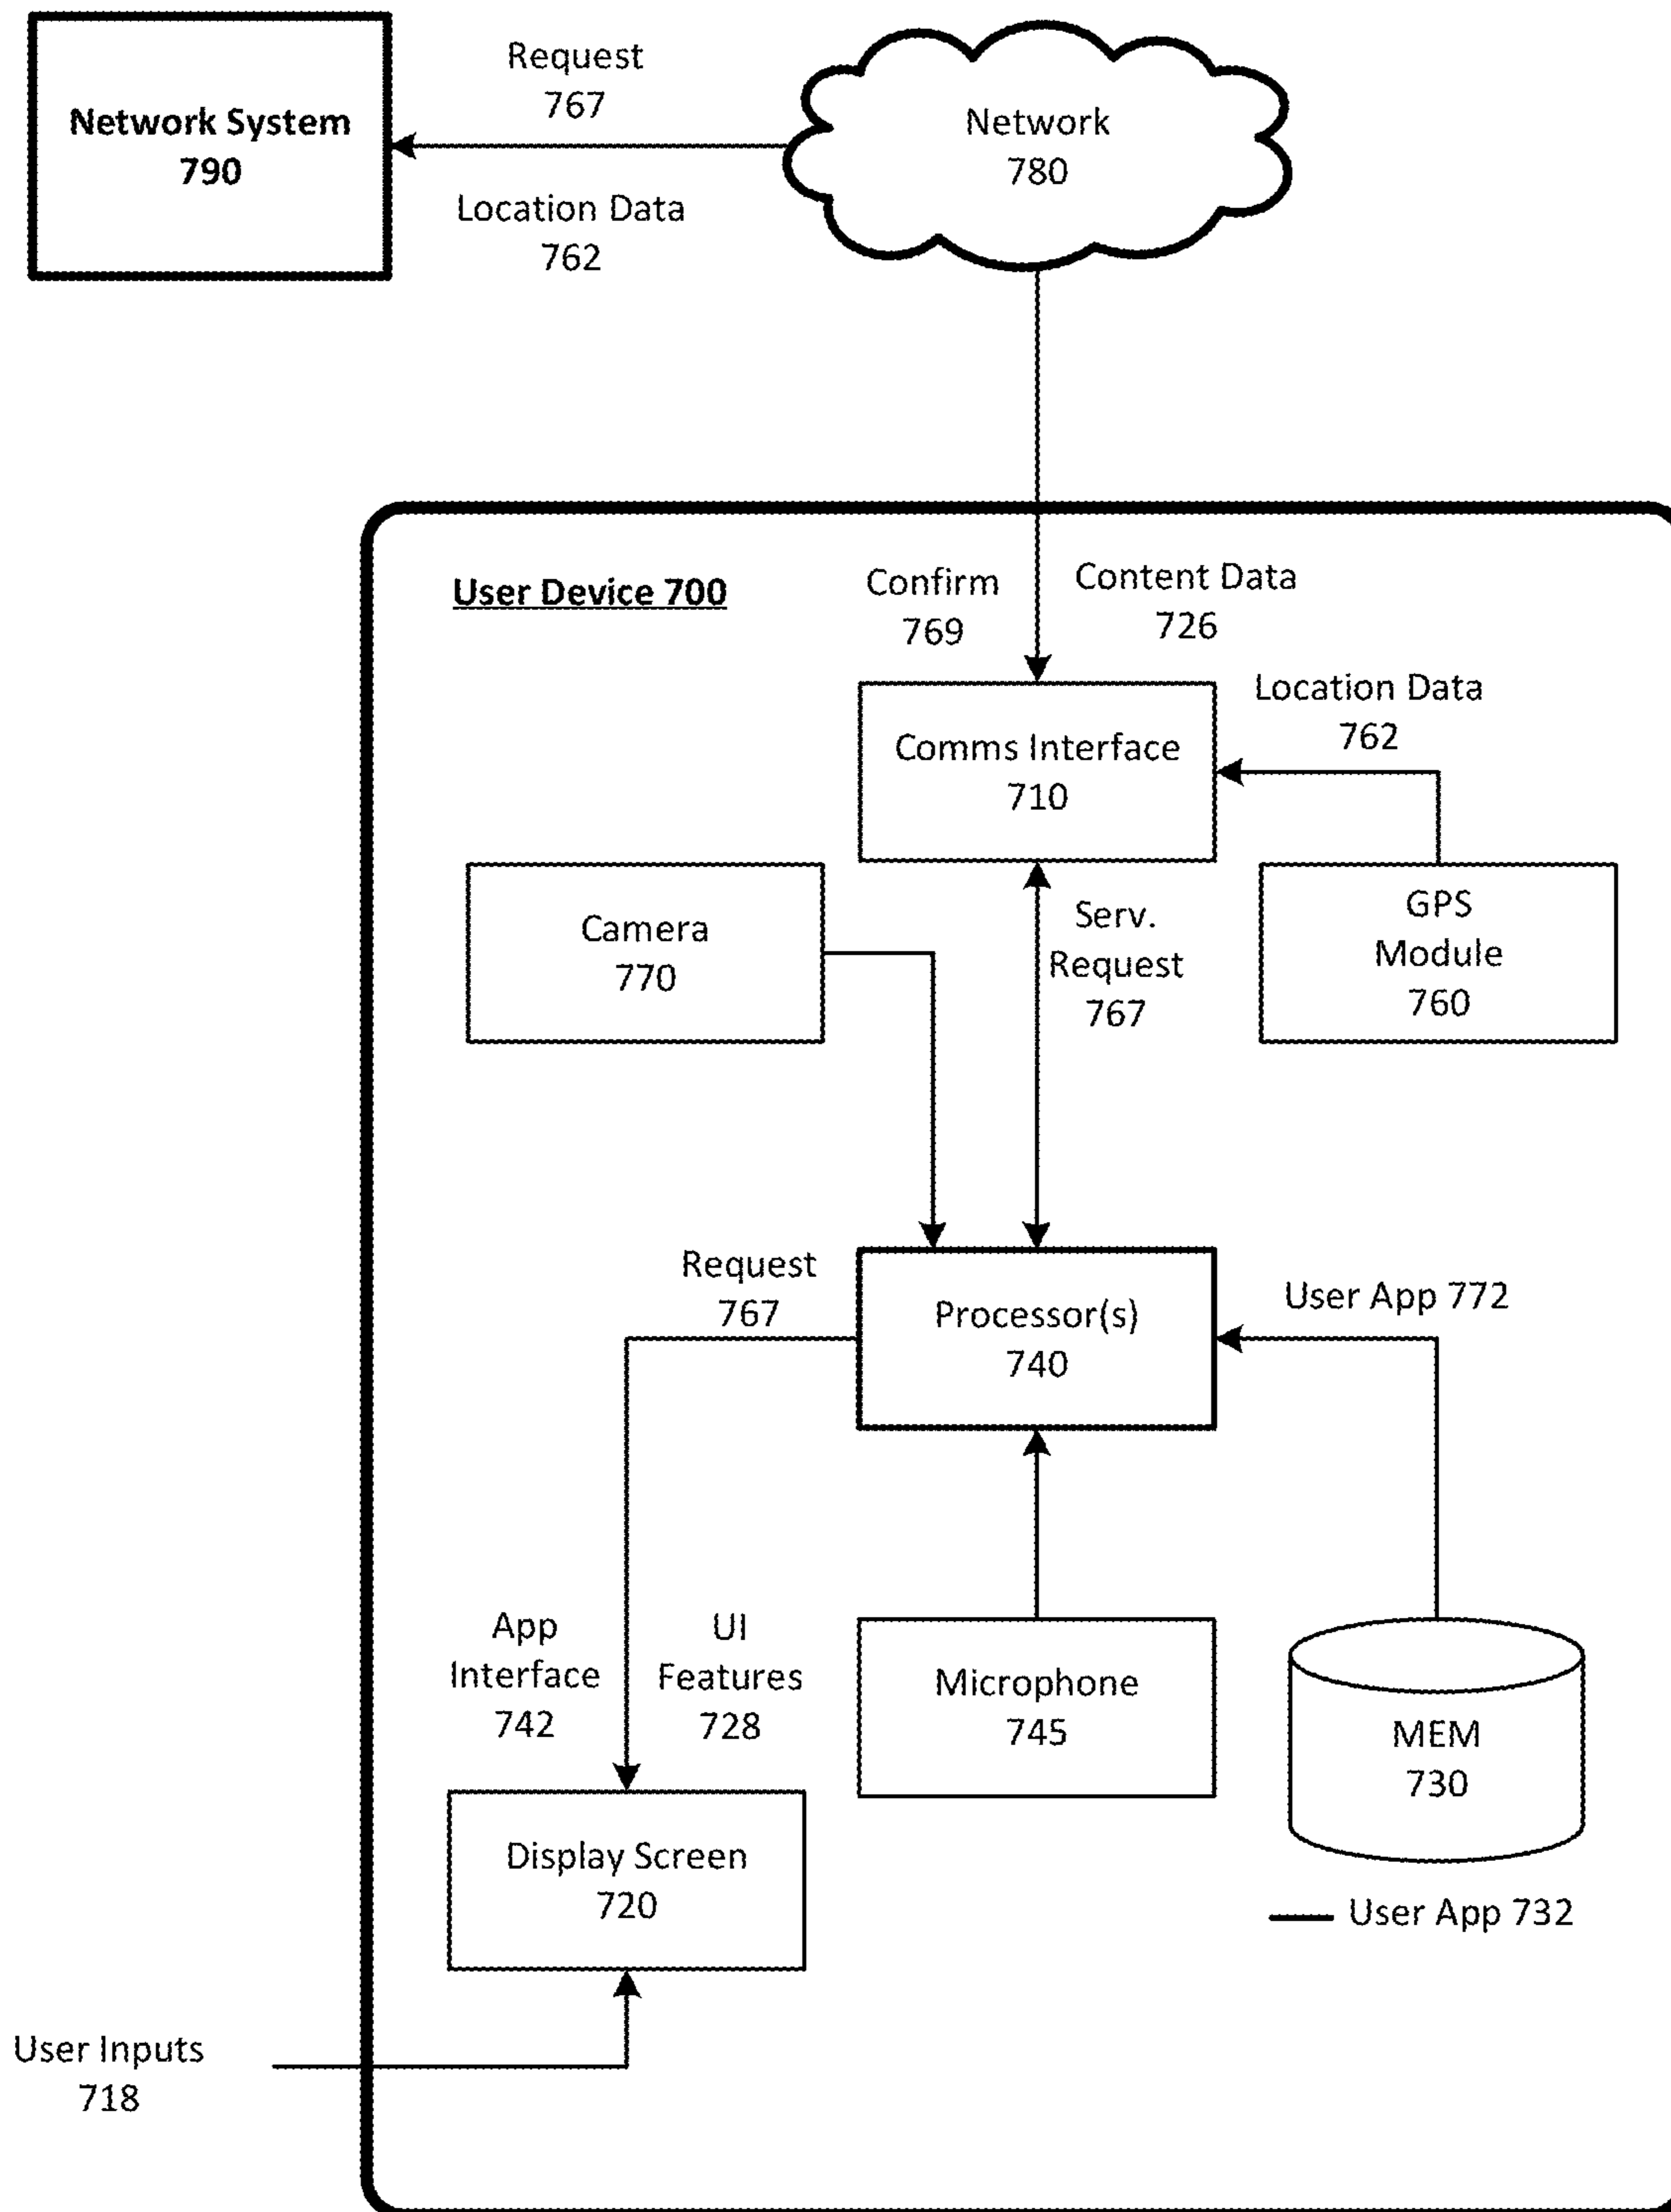 Network System
790
Request
767
Location Data
762
Network
780
User Device 700
Confirm
769
Content Data
726
Comms Interface
710
Location Data
762
Camera
770
Serv.
Request
767
GPS
Module
760
Request
767
Processor(s)
740
User App 772
App
Interface
742
UI
Features
728
Microphone
745
MEM
730
Display Screen
720
User App 732
User Inputs
718